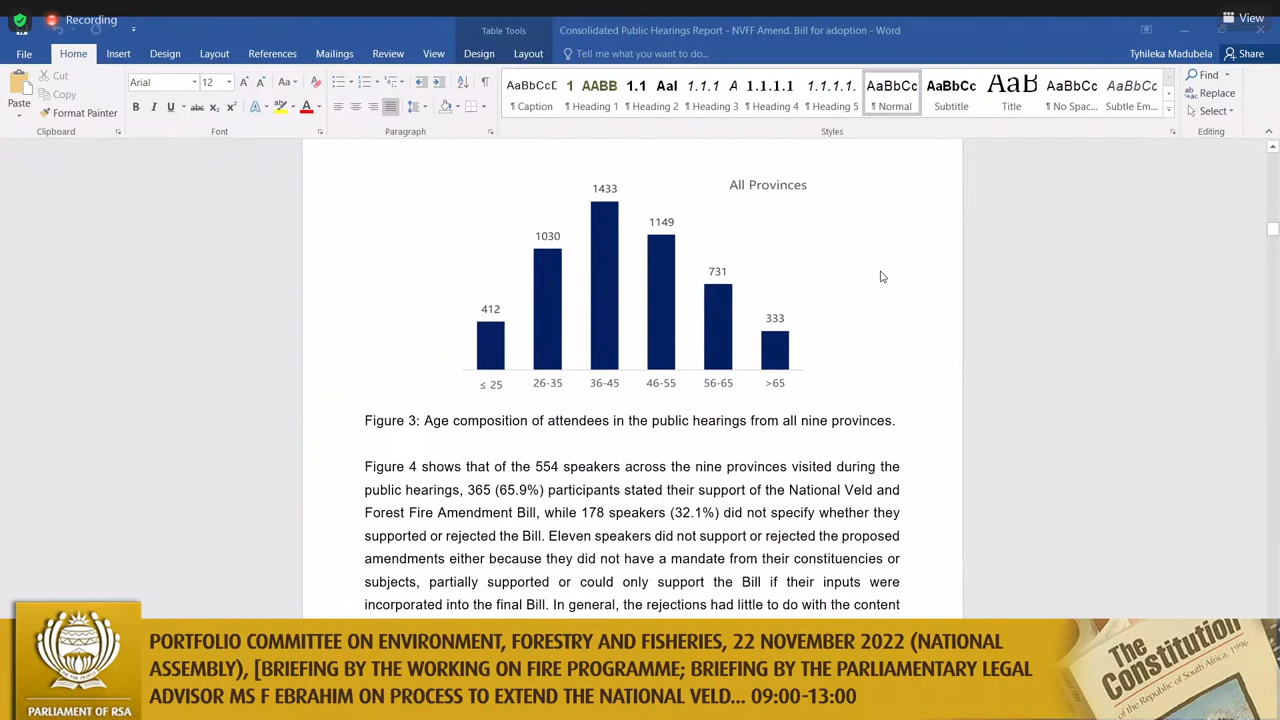 Recording
View
Table Tools
Consolidated Public Hearings Report - NVFF Amend. Bill for adoption - Word
File
Home
Insert
Design
Layout
References
Mailings
Review
View
Design
Layout
Tell me what you want to do...
Tyhileka Madubela
Share
Paste
Cut
Copy
Format Painter
Clipboard
Arial
12
Font
Paragraph
AaBbCcD
¶ Caption
1 AABB
¶ Heading 1
1.1 AaI
¶ Heading 2
1.1.1 A
¶ Heading 3
1.1.1.1
¶ Heading 4
1.1.1.1.
¶ Heading 5
AaBbCc
¶ Normal
AaBbCc
Subtitle
AaB
Title
AaBbCc
¶ No Spac...
AaBbCc
Subtle Em...
Styles
Find
Replace
Select
Editing
All Provinces
412
1030
1433
1149
731
333
≤ 25
26-35
36-45
46-55
56-65
>65
Figure 3: Age composition of attendees in the public hearings from all nine provinces.
Figure 4 shows that of the 554 speakers across the nine provinces visited during the
public hearings, 365 (65.9%) participants stated their support of the National Veld and
Forest Fire Amendment Bill, while 178 speakers (32.1%) did not specify whether they
supported or rejected the Bill. Eleven speakers did not support or rejected the proposed
amendments either because they did not have a mandate from their constituencies or
subjects, partially supported or could only support the Bill if their inputs were
incorporated into the final Bill. In general, the rejections had little to do with the content
PARLIAMENT OF RSA
PORTFOLIO COMMITTEE ON ENVIRONMENT, FORESTRY AND FISHERIES, 22 NOVEMBER 2022 (NATIONAL
ASSEMBLY), [BRIEFING BY THE WORKING ON FIRE PROGRAMME; BRIEFING BY THE PARLIAMENTARY LEGAL
ADVISOR MS F EBRAHIM ON PROCESS TO EXTEND THE NATIONAL VELD... 09:00-13:00
The
Constitution
of the Republic of South Africa, 1996